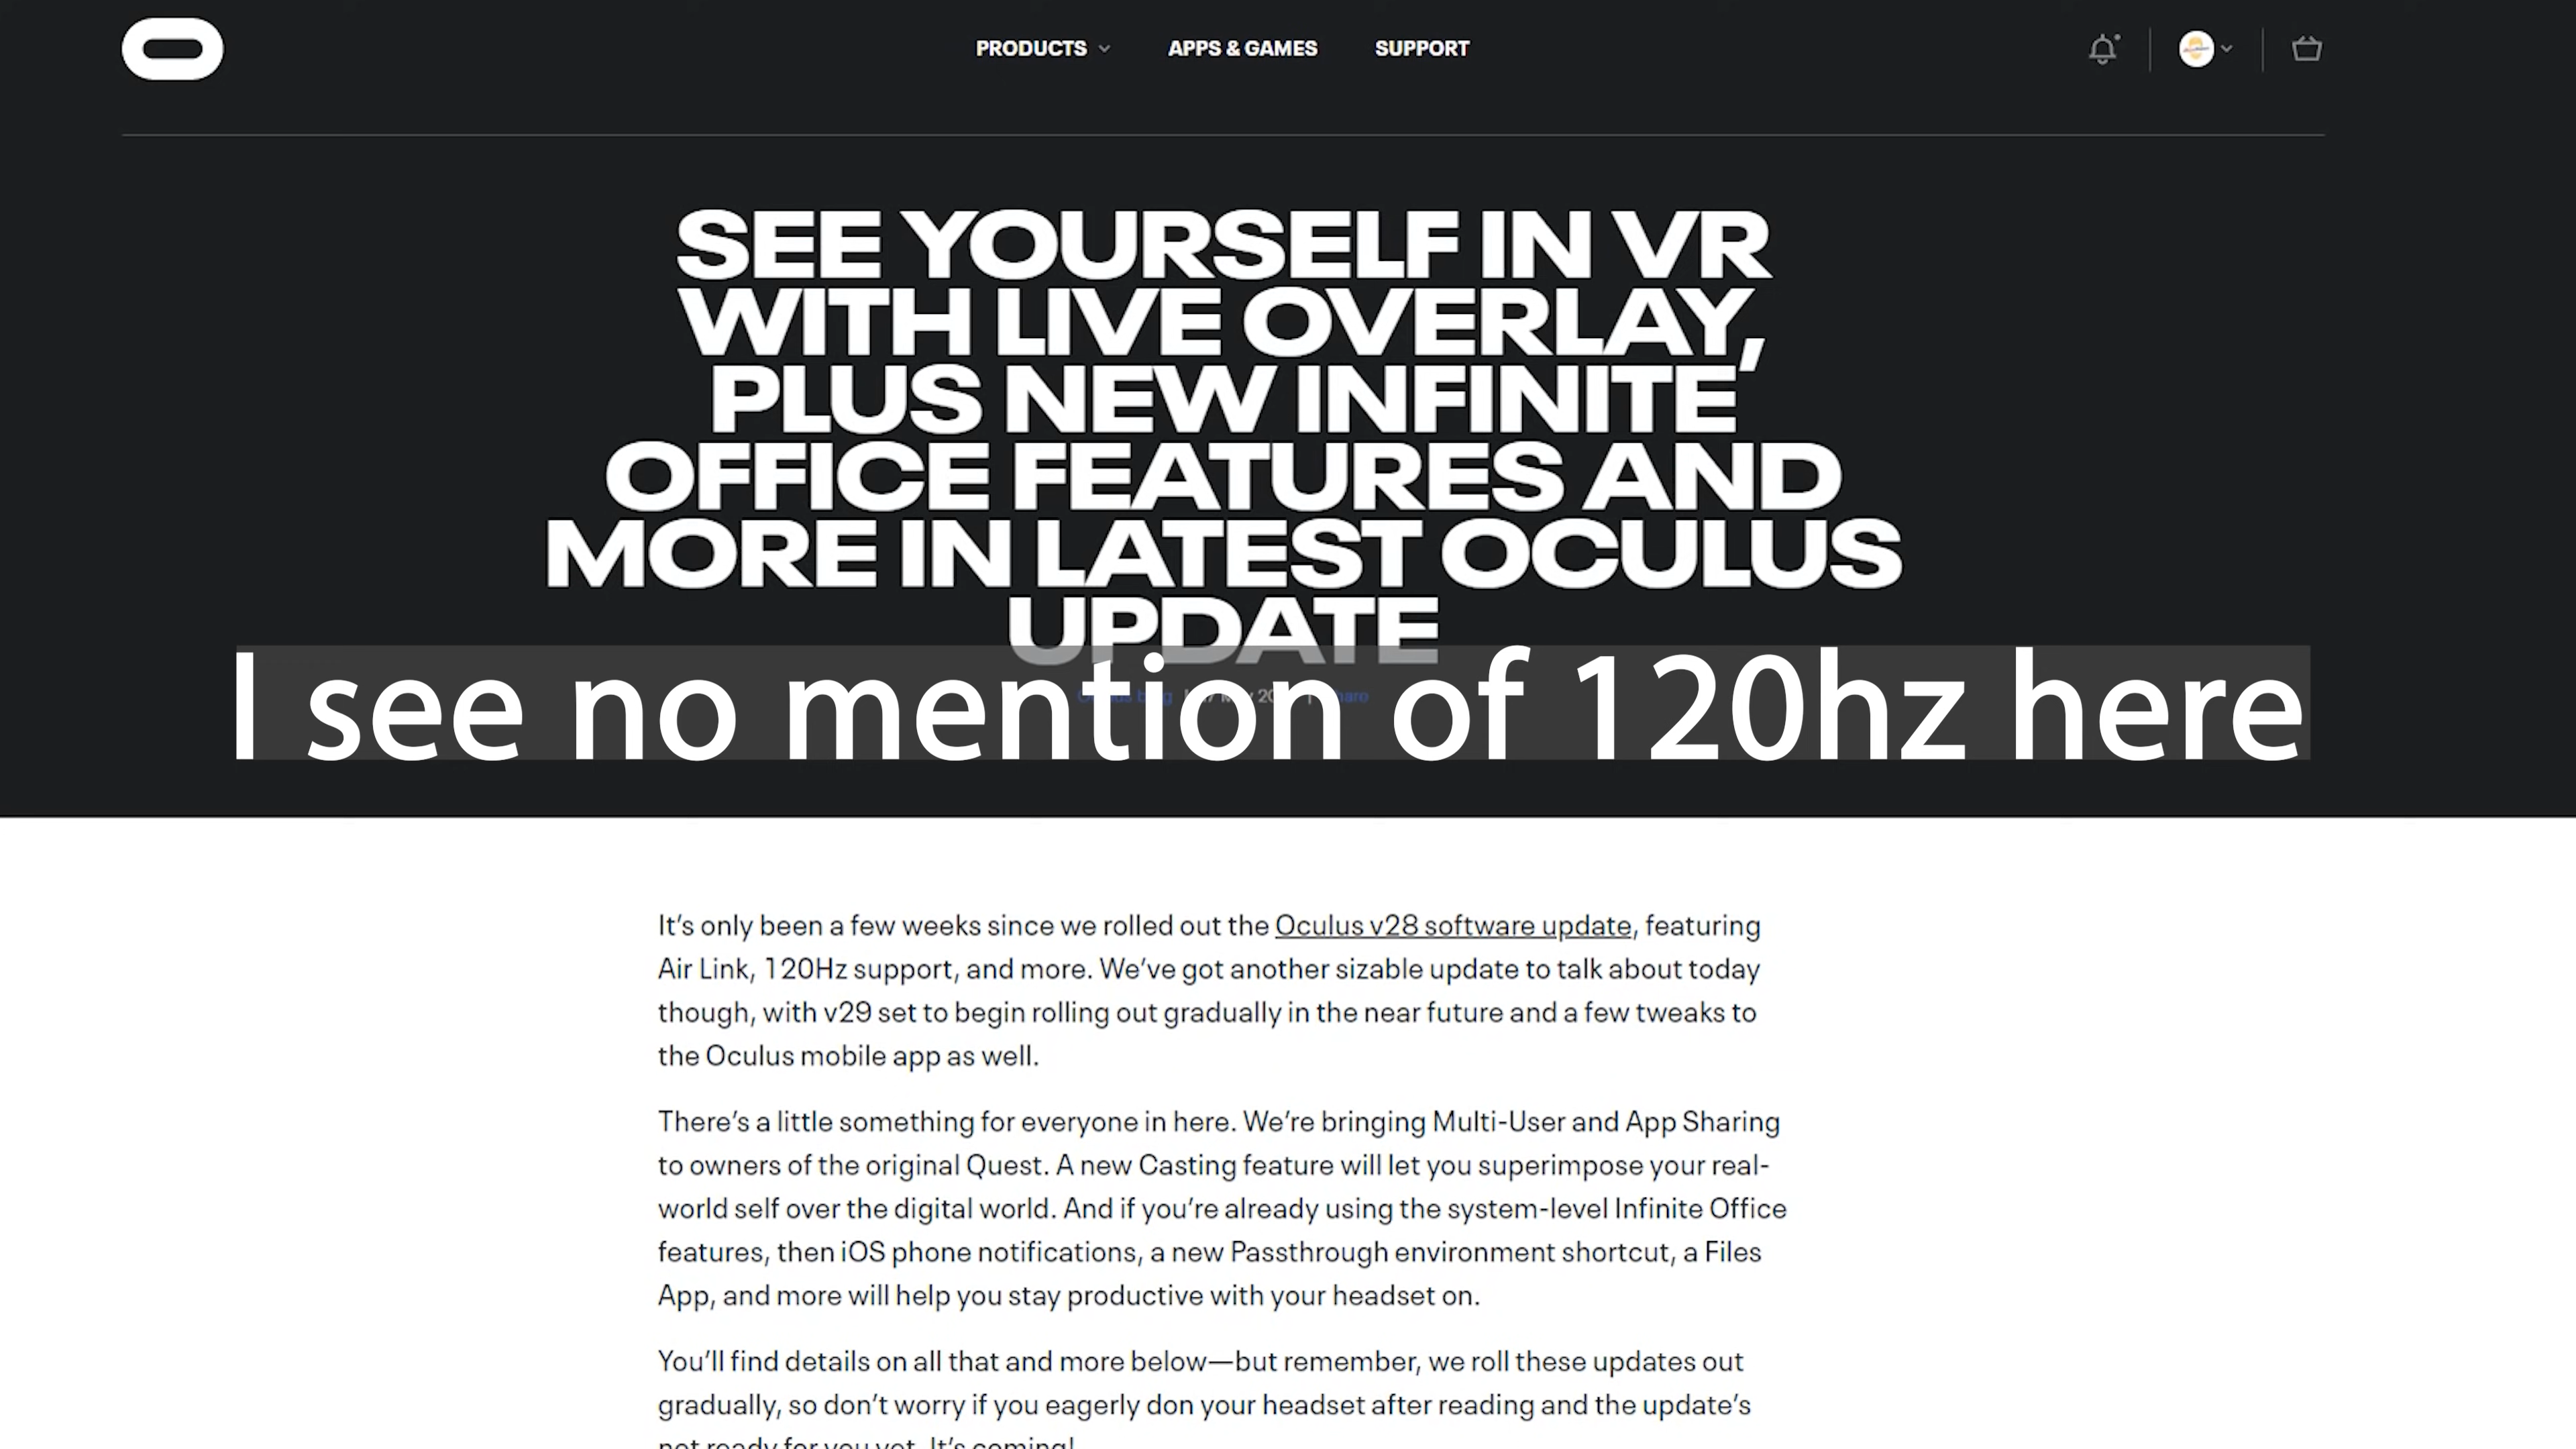 PRODUCTS
APPS & GAMES
SUPPORT
SEE YOURSELF IN VR
WITH LIVE OVERLAY,
PLUS NEW INFINITE
OFFICE FEATURES AND
MORE IN LATEST OCULUS
UPDATE
I see no mention of 120hz here
It's only been a few weeks since we rolled out the Oculus v28 software update, featuring
Air Link, 120Hz support, and more. We've got another sizable update to talk about today
though, with v29 set to begin rolling out gradually in the near future and a few tweaks to
the Oculus mobile app as well.
There's a little something for everyone in here. We're bringing Multi-User and App Sharing
to owners of the original Quest. A new Casting feature will let you superimpose your real-
world self over the digital world. And if you're already using the system-level Infinite Office
features, then iOS phone notifications, a new Passthrough environment shortcut, a Files
App, and more will help you stay productive with your headset on.
You'll find details on all that and more below—but remember, we roll these updates out
gradually, so don't worry if you eagerly don your headset after reading and the update's
not ready for you yet. It's coming!